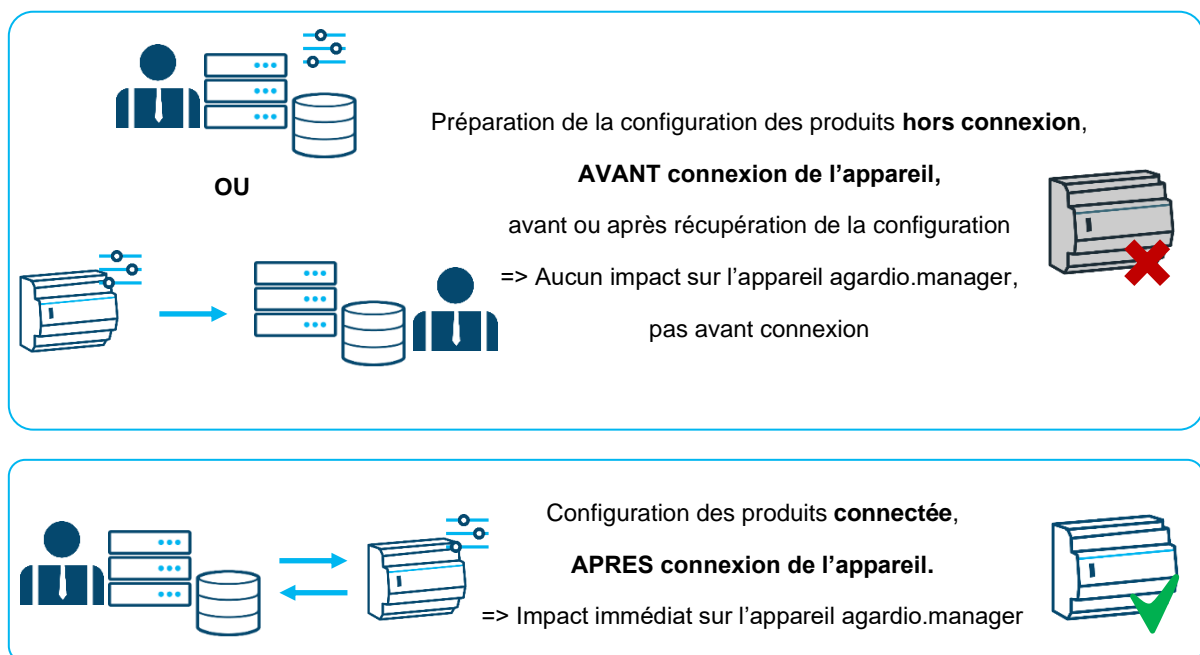 Préparation de la configuration des produits hors connexion,
OU
AVANT connexion de l'appareil,
avant ou après récupération de la configuration
=> Aucun impact sur l'appareil agardio.manager,
pas avant connexion
Configuration des produits connectée,
APRES connexion de l'appareil.
=> Impact immédiat sur l'appareil agardio.manager